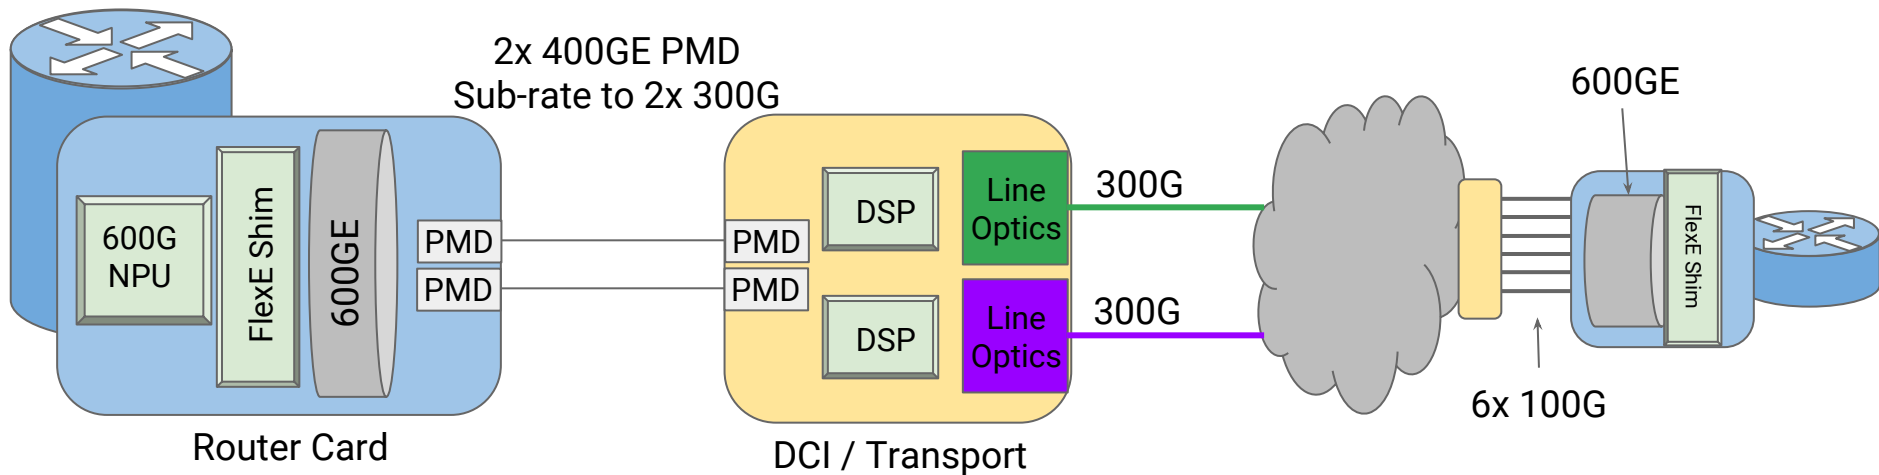 2x 400GE PMD
Sub-rate to 2x 300G
600G
NPU
FlexE Shim
600GE
PMD
PMD
Router Card
PMD
PMD
DSP
DSP
Line
Optics
Line
Optics
DCI / Transport
300G
300G
600GE
FlexE Shim
6x 100G